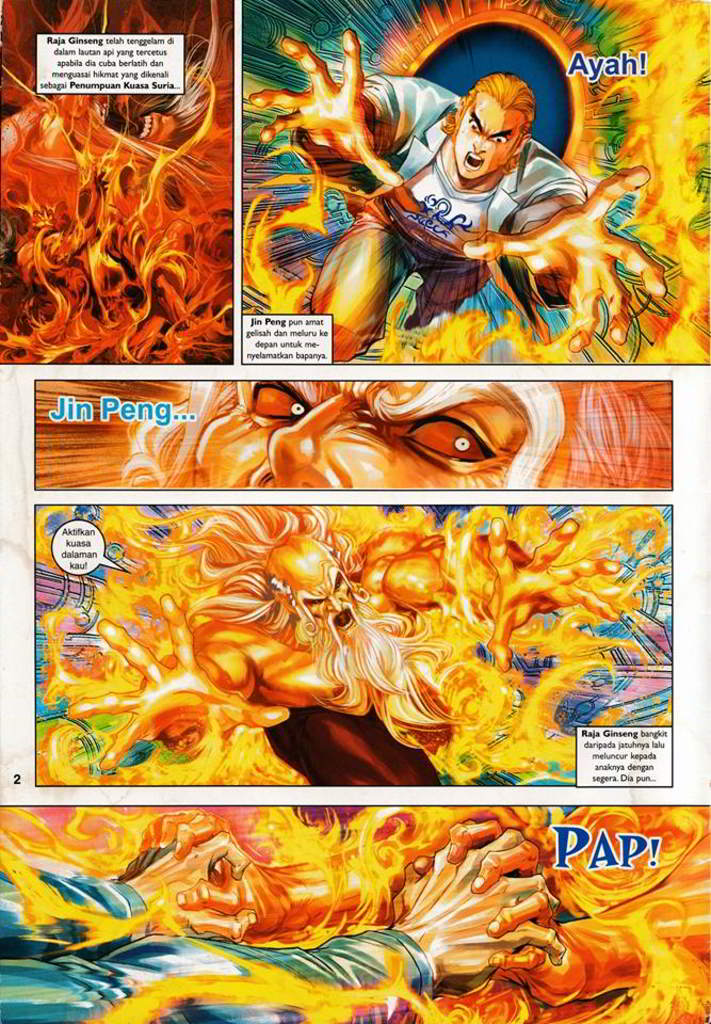 Raja Ginseng telah tenggelam di
dalam lautan api yang tercetus
apabila dia cuba berlatih dan
menguasai hikmat yang dikenali
sebagai Penumpuan Kuasa Suria...
Ayah!
Jin Peng pun amat
gelisah dan meluru ke
depan untuk me-
nyelamatkan bapanya.
Jin Peng...
Aktifkan
kuasa
dalaman
kau!
Raja Ginseng bangkit
daripada jatuhnya lalu
meluncur kepada
anaknya dengan
segera. Dia pun...
2
PAP!